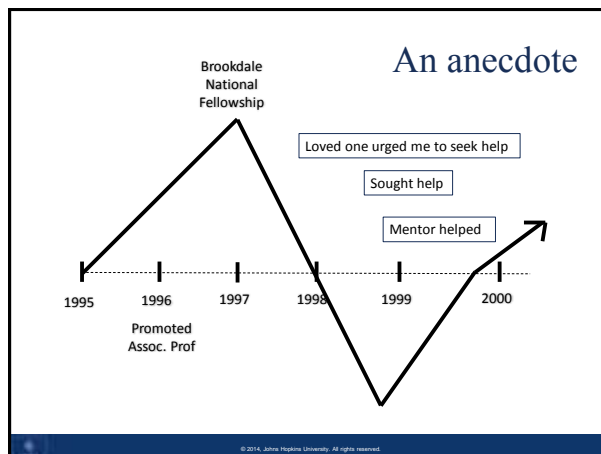 An anecdote
Brookdale
National
Fellowship
Loved one urged me to seek help
Sought help
Mentor helped
1995
1996
1997
1998
1999
2000
Promoted
Assoc. Prof
© 2014, Johns Hopkins University. All rights reserved.